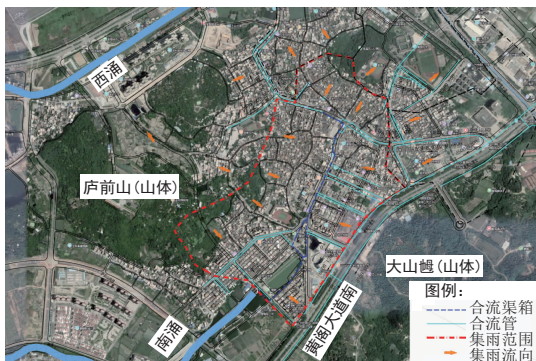 西涌
庐前山(山体)
大山乸(山体)
南涌
黄阁大道南
图例：
合流渠箱
合流管
集雨范围
集雨流向